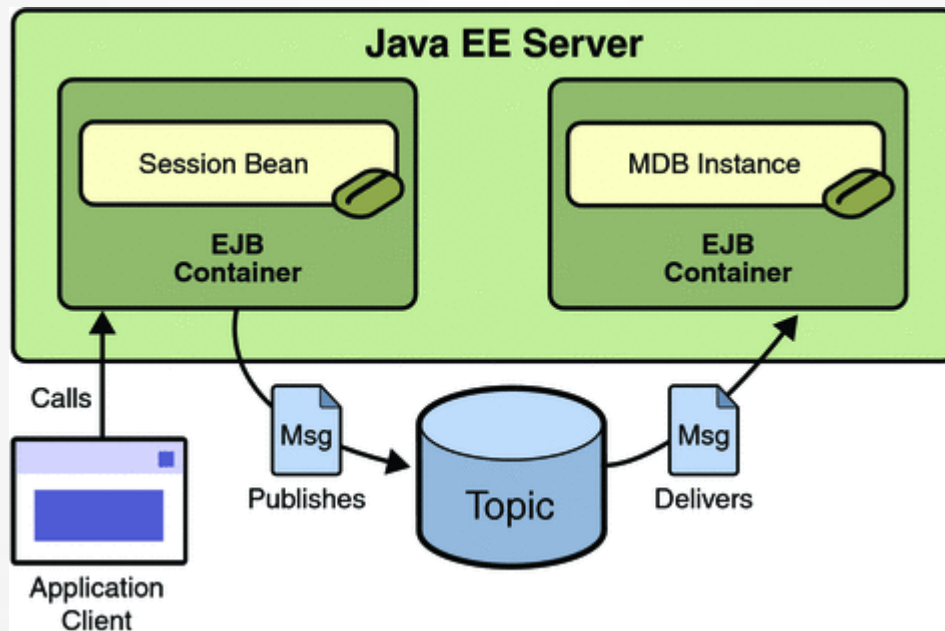 Java EE Server
Session Bean
EJB
Container
MDB Instance
EJB
Container
Calls
Msg
Publishes
Topic
Msg
Delivers
Application
Client